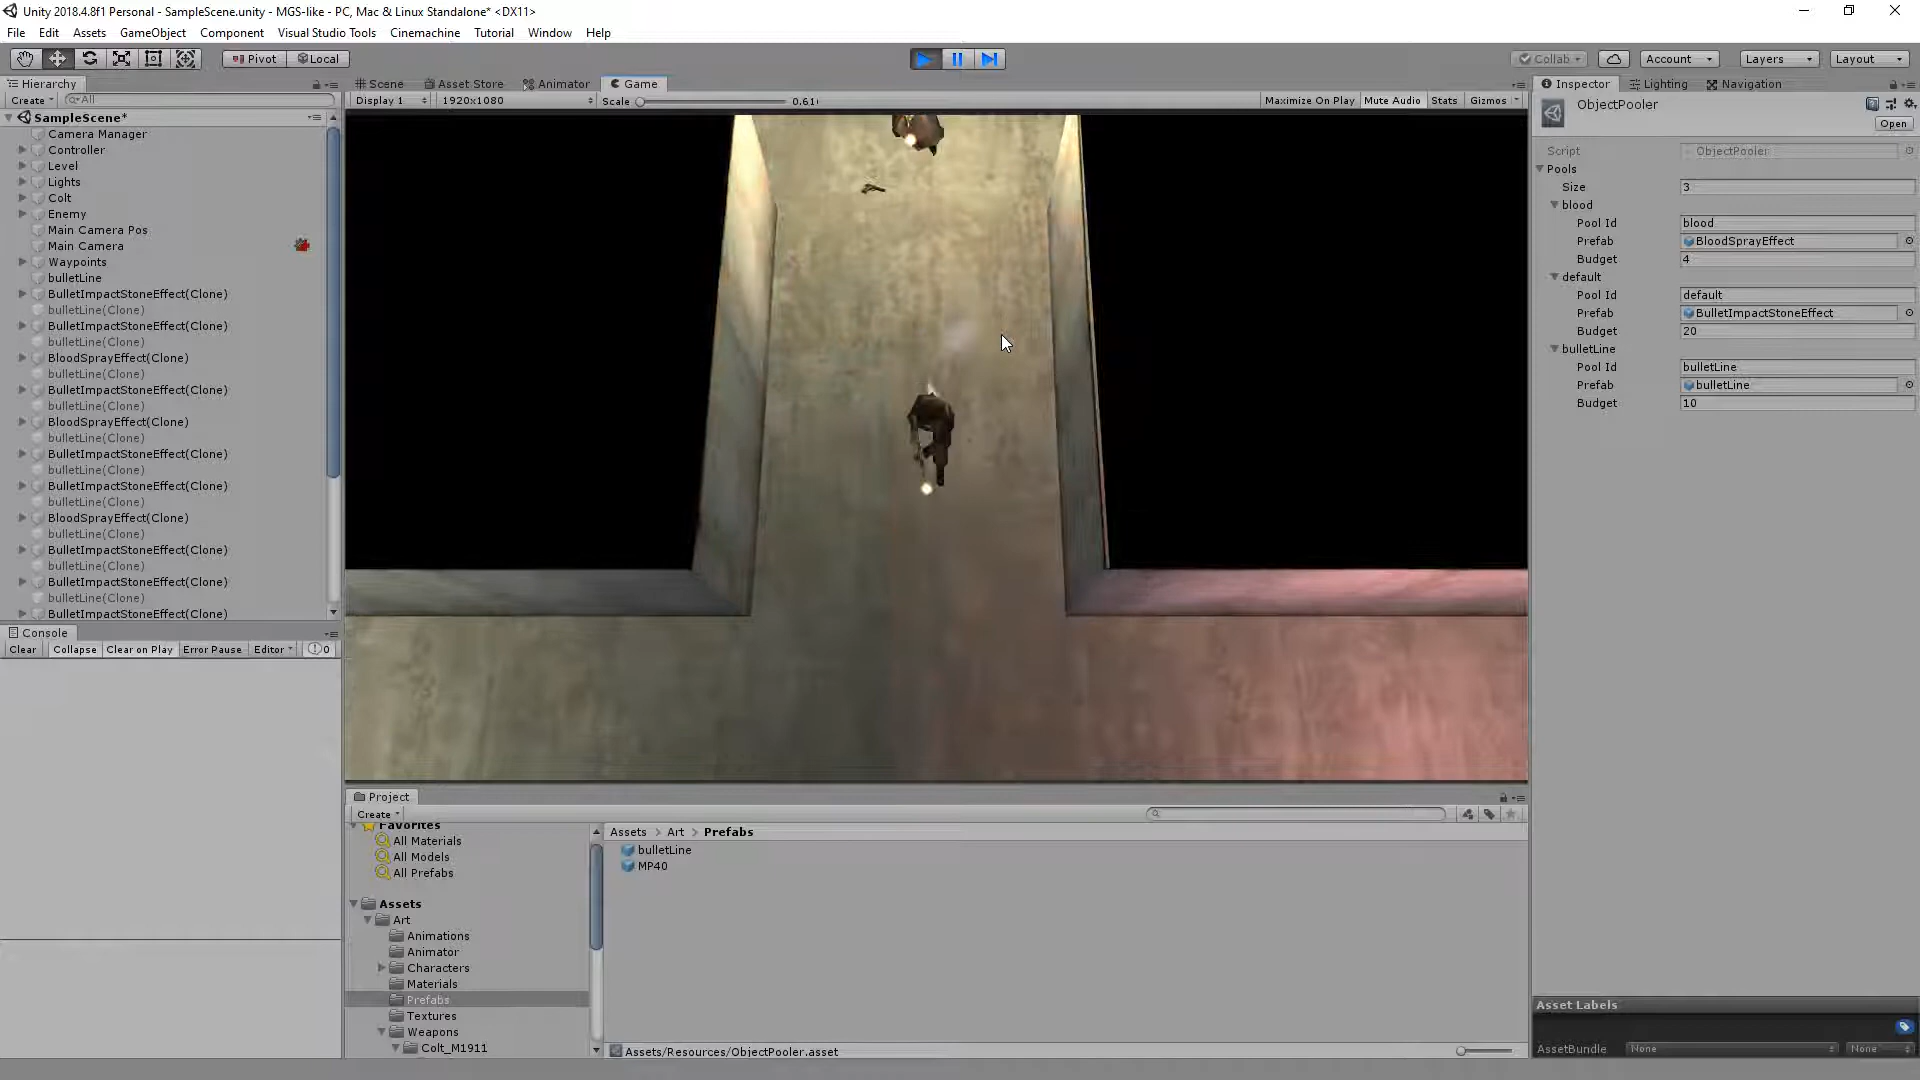 Unity 2018.4.8f1 Personal - SampleScene.unity - MGS-like - PC, Mac & Linux Standalone* <DX11>
File Edit Assets GameObject Component Visual Studio Tools Cinemachine Tutorial Window Help
Pivot Local Collab Account Layers Layout
Hierarchy
Create All
SampleScene*
Camera Manager
Controller
Level
Lights
Colt
Enemy
Main Camera Pos
Main Camera
Waypoints
bulletLine
BulletImpactStoneEffect(Clone)
bulletLine(Clone)
BulletImpactStoneEffect(Clone)
bulletLine(Clone)
BloodSprayEffect(Clone)
bulletLine(Clone)
BulletImpactStoneEffect(Clone)
bulletLine(Clone)
BloodSprayEffect(Clone)
bulletLine(Clone)
BulletImpactStoneEffect(Clone)
bulletLine(Clone)
BulletImpactStoneEffect(Clone)
bulletLine(Clone)
BloodSprayEffect(Clone)
bulletLine(Clone)
BulletImpactStoneEffect(Clone)
bulletLine(Clone)
BulletImpactStoneEffect(Clone)
bulletLine(Clone)
BulletImpactStoneEffect(Clone)
Console
Clear Collapse Clear on Play Error Pause Editor 0
Scene Asset Store Animator Game
Display 1 1920x1080 Scale 0.61 Maximize On Play Mute Audio Stats Gizmos
Project
Create
Favorites
All Materials
All Models
All Prefabs
Assets
Art
Animations
Animator
Characters
Materials
Prefabs
Textures
Weapons
Colt_M1911
Assets > Art > Prefabs
bulletLine
MP40
Assets/Resources/ObjectPooler.asset
Inspector Lighting Navigation
ObjectPooler
Open
Script ObjectPooler
Pools
Size 3
blood
Pool Id blood
Prefab BloodSprayEffect
Budget 4
default
Pool Id default
Prefab BulletImpactStoneEffect
Budget 20
bulletLine
Pool Id bulletLine
Prefab bulletLine
Budget 10
Asset Labels
AssetBundle None None